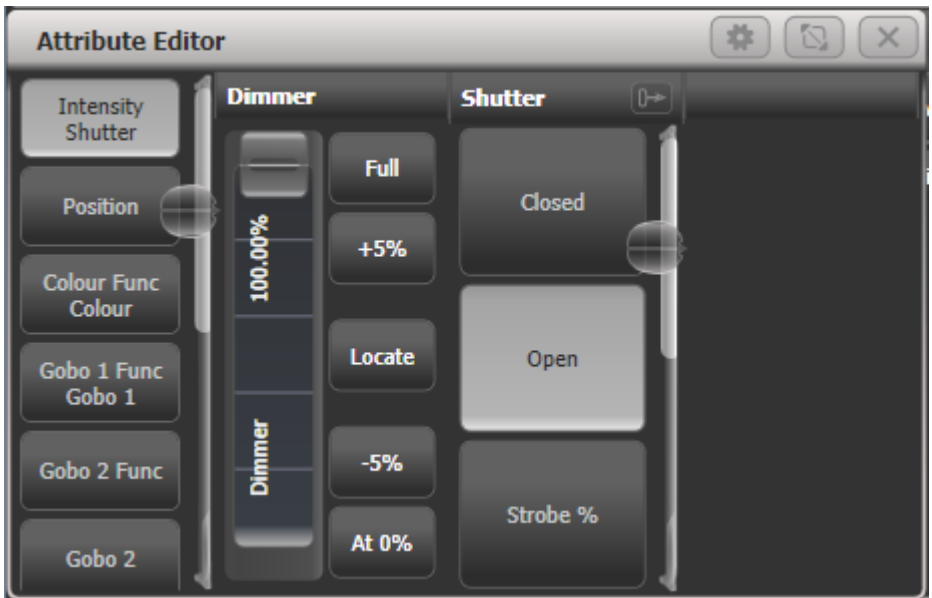 Attribute Editor
Intensity
Shutter
Position
Colour Func
Colour
Gobo 1 Func
Gobo 1
Gobo 2 Func
Gobo 2
Dimmer
100.00%
Dimmer
Full
+5%
Locate
-5%
At 0%
Shutter
Closed
Open
Strobe %